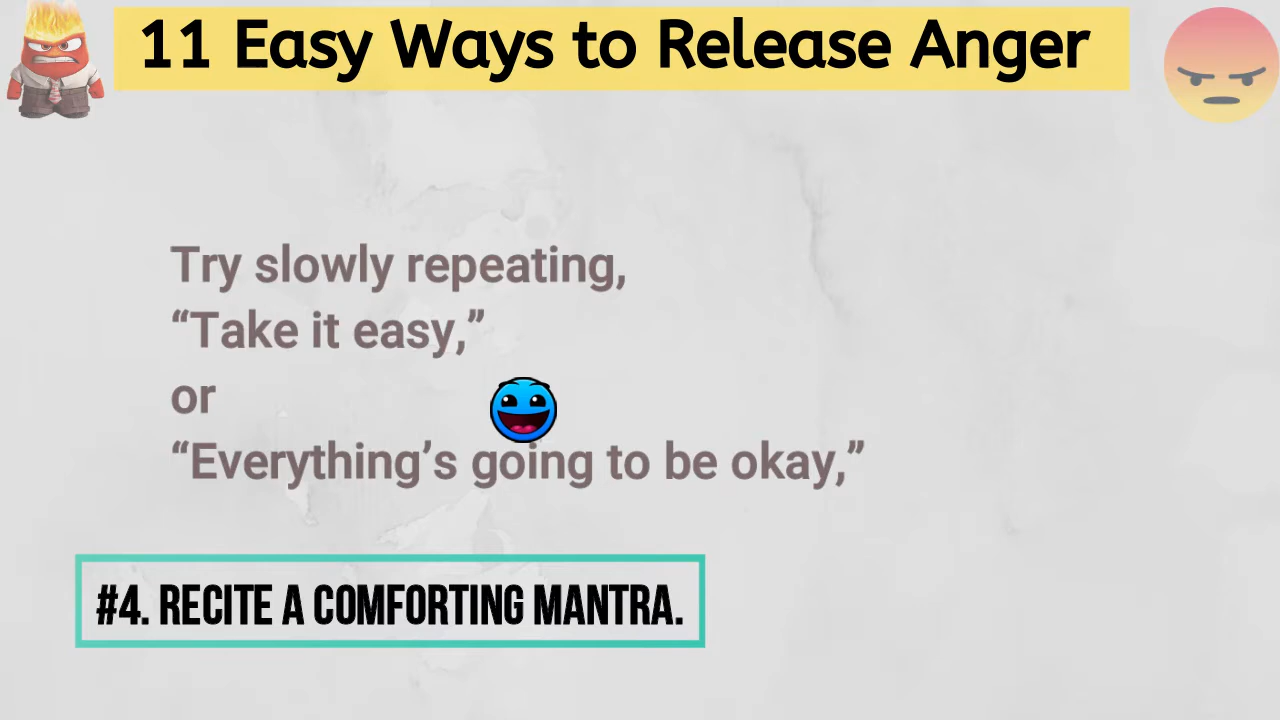 11 Easy Ways to Release Anger
Try slowly repeating,
“Take it easy,”
or
“Everything’s going to be okay,”
#4. RECITE A COMFORTING MANTRA.